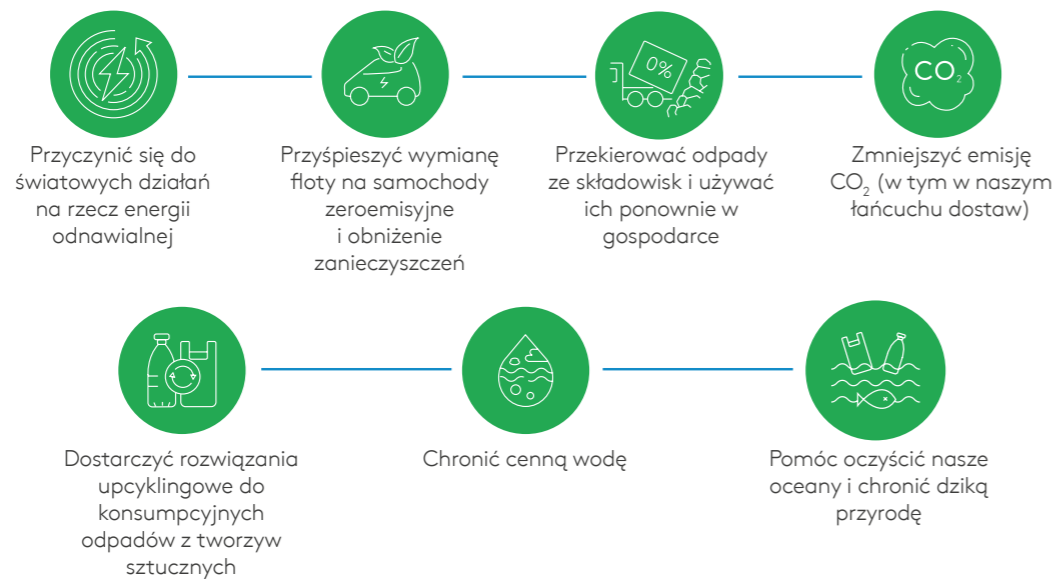 Przyczynić się do
światowych działań
na rzecz energii
odnawialnej
Przyśpieszyć wymianę
floty na samochody
zeroemisyjne
i obniżenie
zanieczyszczeń
0%
Przekierować odpady
ze składowisk i używać
ich ponownie w
gospodarce
CO₂
Zmniejszyć emisję
CO₂ (w tym w naszym
łańcuchu dostaw)
Dostarczyć rozwiązania
upcyklingowe do
konsumpcyjnych
odpadów z tworzyw
sztucznych
Chronić cenną wodę
Pomóc oczyścić nasze
oceany i chronić dziką
przyrodę